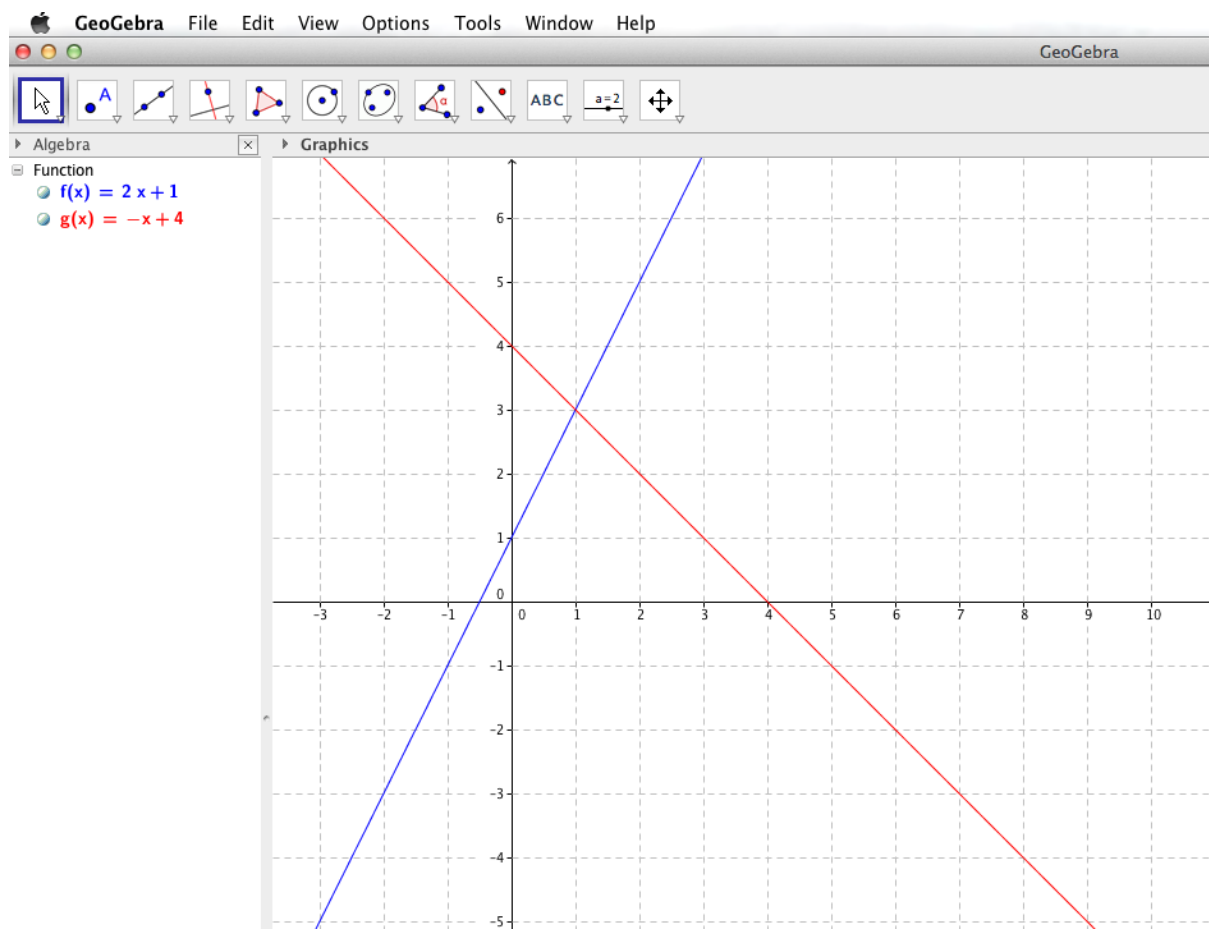 GeoGebra File Edit View Options Tools Window Help
GeoGebra
A α ABC a=2
Algebra Graphics
Function
f(x) = 2 x + 1
g(x) = −x + 4
6
5
4
3
2
1
0
-3 -2 -1 0 1 2 3 4 5 6 7 8 9 10
-1
-2
-3
-4
-5